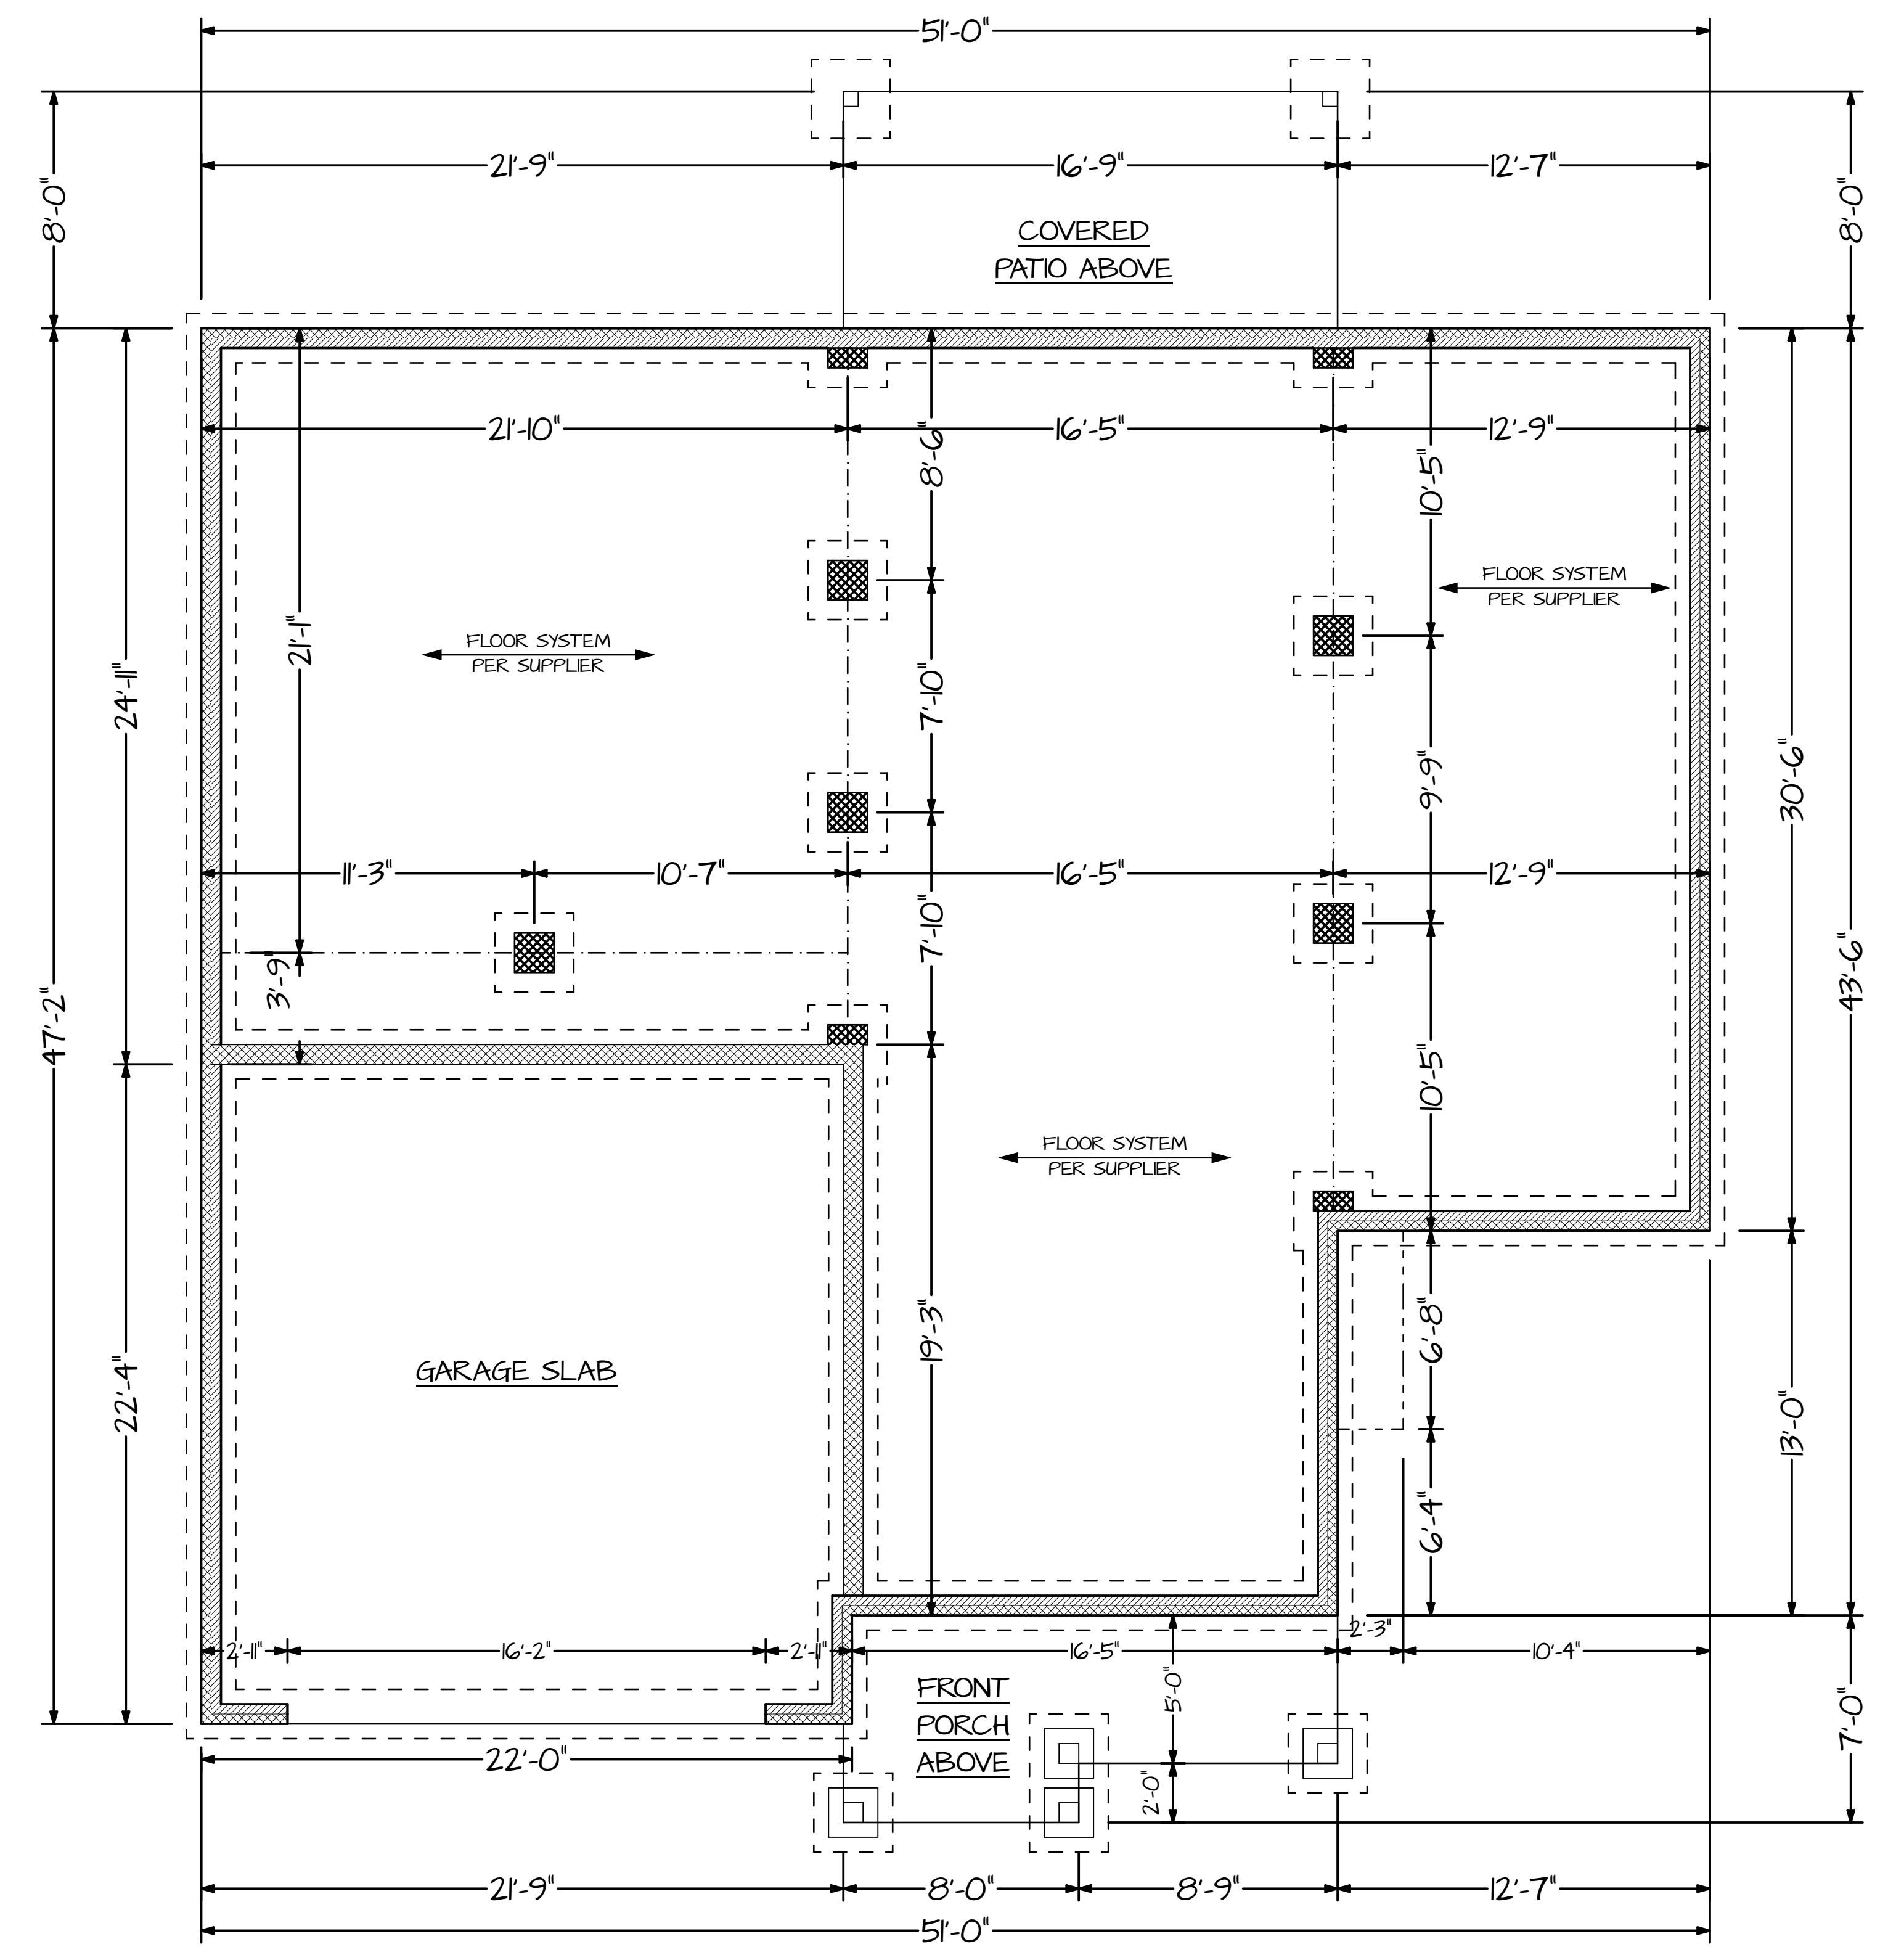 51'-0"
21'-9" 16'-9" 12'-7"
8'-0"
8'-0"
COVERED
PATIO ABOVE
21'-10" 16'-5" 12'-9"
8'-6"
10'-5"
FLOOR SYSTEM
PER SUPPLIER
21'-1"
FLOOR SYSTEM
PER SUPPLIER
24'-11"
7'-10"
9'-9"
30'-6"
11'-3" 10'-7" 16'-5" 12'-9"
7'-10"
3'-9"
47'-2"
43'-6"
10'-5"
FLOOR SYSTEM
PER SUPPLIER
19'-3"
6'-8"
GARAGE SLAB
22'-4"
13'-0"
6'-4"
2'-3"
2'-11" 16'-2" 2'-11" 16'-5" 10'-4"
FRONT
PORCH
ABOVE
5'-0"
7'-0"
22'-0"
2'-0"
21'-9" 8'-0" 8'-9" 12'-7"
51'-0"